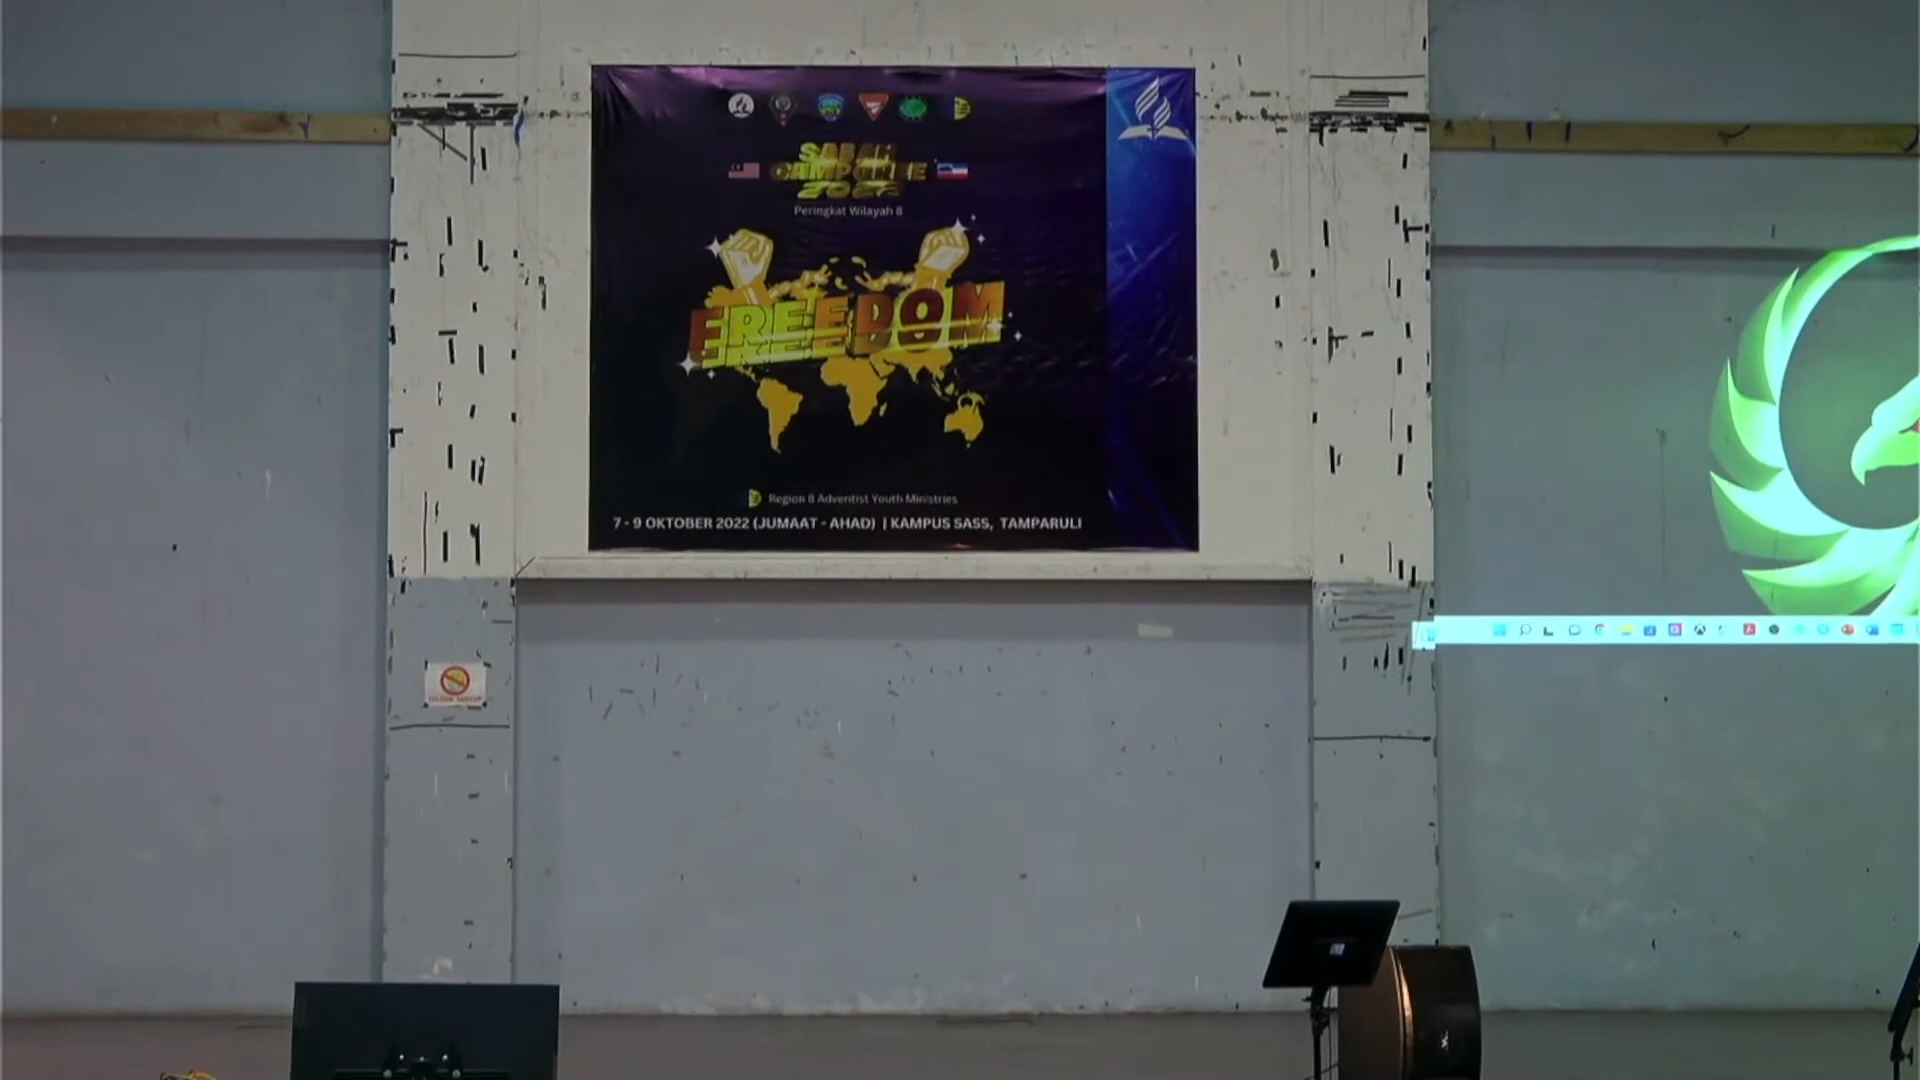 SABAH
CAMPOREE
2022
Peringkat Wilayah 8
FREEDOM
Region 8 Adventist Youth Ministries
7 - 9 OKTOBER 2022 (JUMAAT - AHAD) | KAMPUS SASS, TAMPARULI